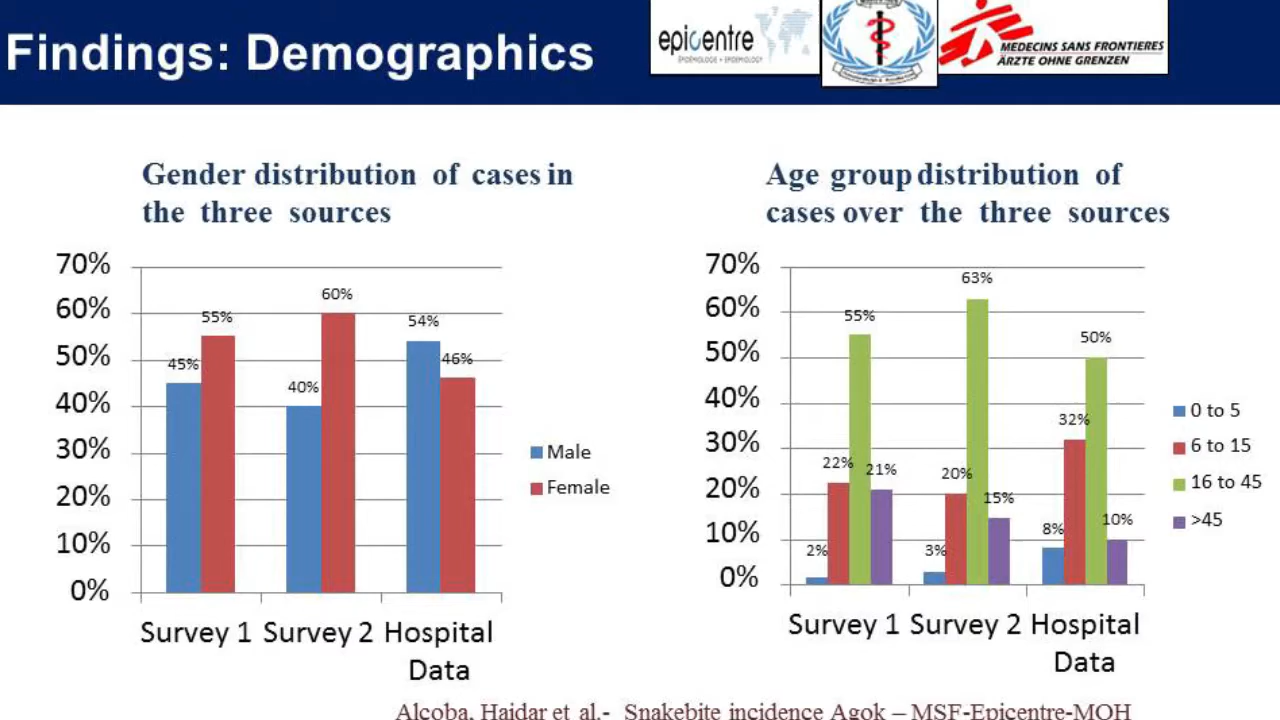 Findings: Demographics
epicentre
EPIDEMIOLOGIE • EPIDEMIOLOGY
MEDECINS SANS FRONTIERES
ÄRZTE OHNE GRENZEN
Gender distribution of cases in
the three sources
70%
60%
50%
40%
30%
20%
10%
0%
45%
55%
40%
60%
54%
46%
Survey 1
Survey 2
Hospital
Data
Male
Female
Age group distribution of
cases over the three sources
70%
60%
50%
40%
30%
20%
10%
0%
2%
22%
55%
21%
3%
20%
63%
15%
8%
32%
50%
10%
Survey 1
Survey 2
Hospital
Data
0 to 5
6 to 15
16 to 45
>45
Alcoba, Haidar et al.- Snakebite incidence Agok – MSF-Epicentre-MOH